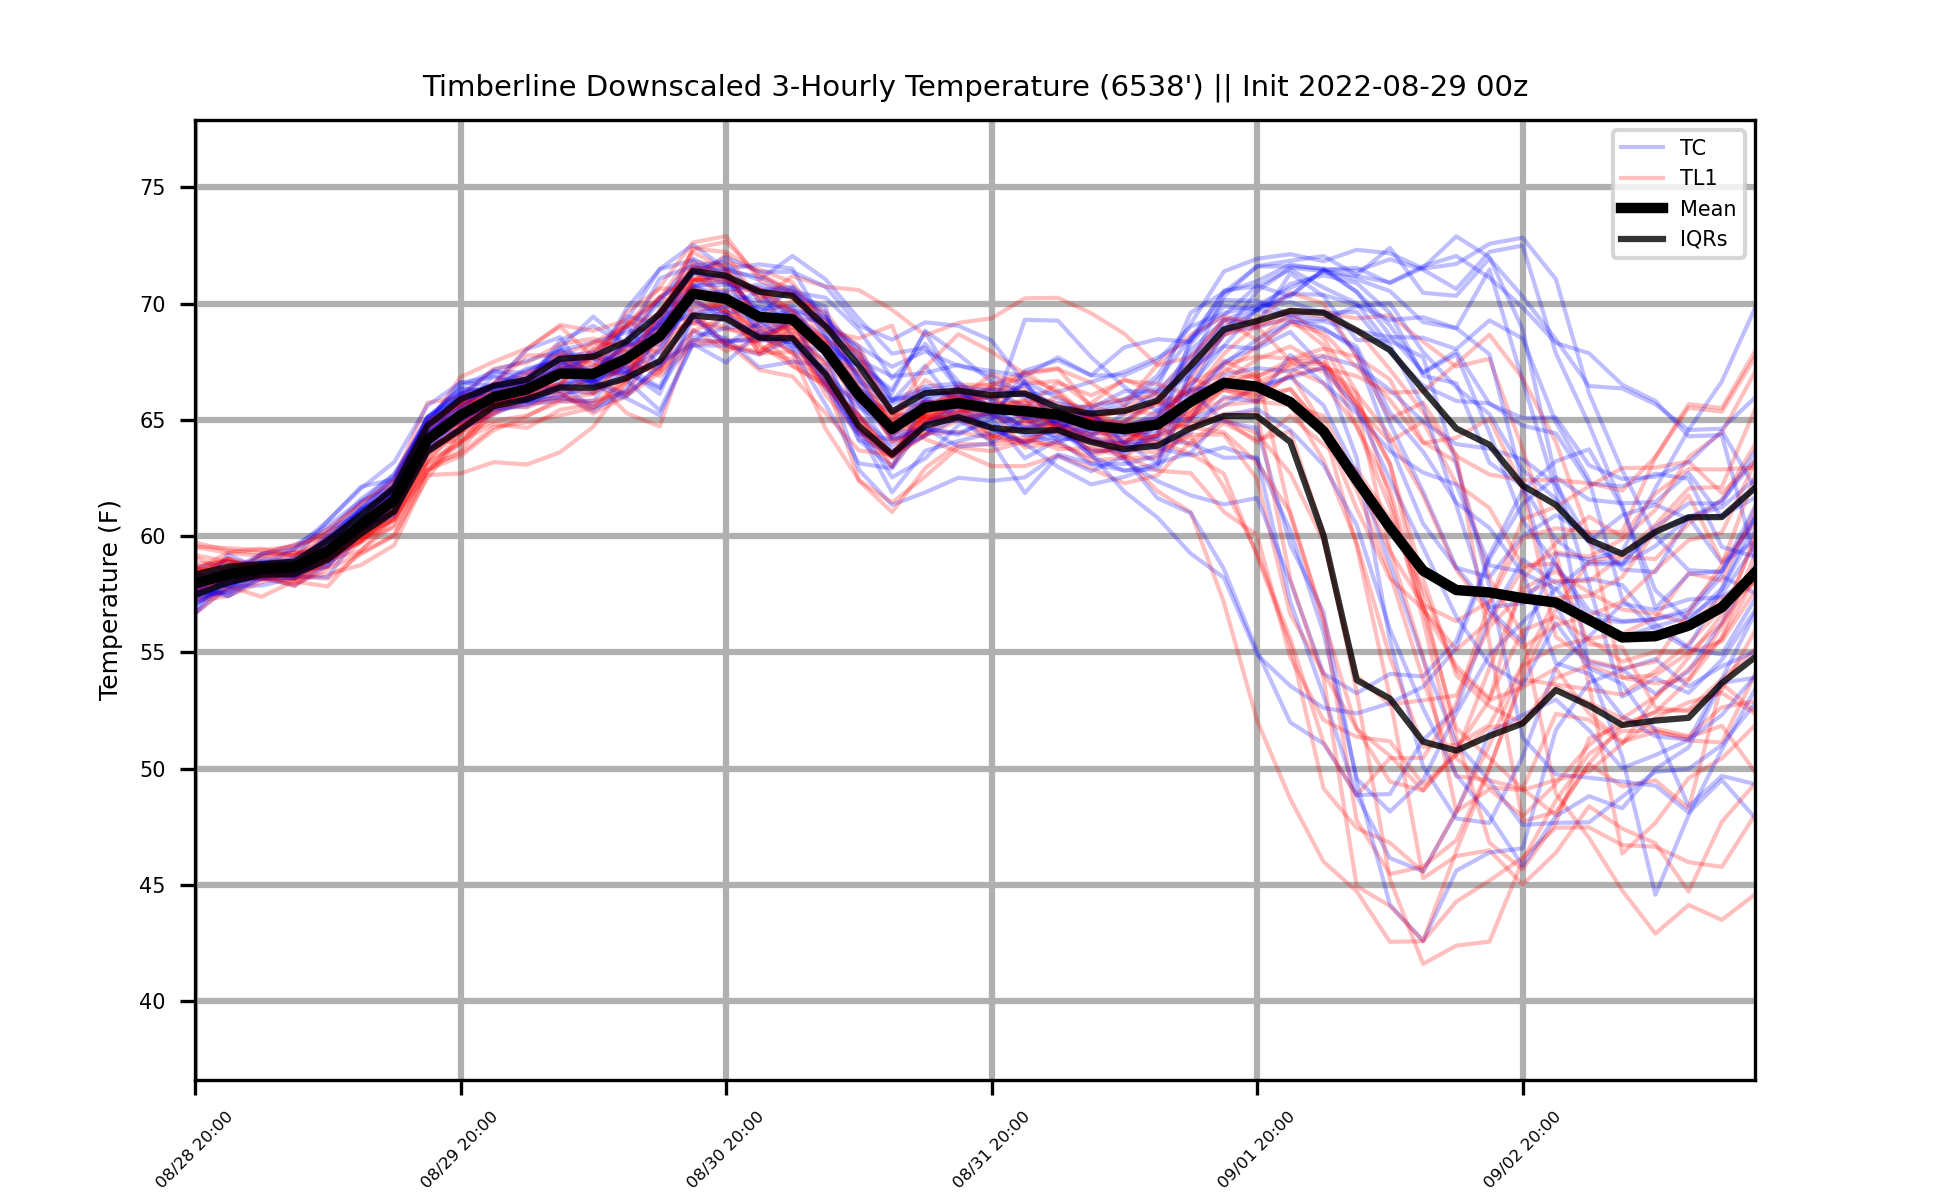 Timberline Downscaled 3-Hourly Temperature (6538') || Init 2022-08-29 00z
TC
TL1
Mean
IQRs
Temperature (F)
75
70
65
60
55
50
45
40
08/28 20:00
08/29 20:00
08/30 20:00
08/31 20:00
09/01 20:00
09/02 20:00